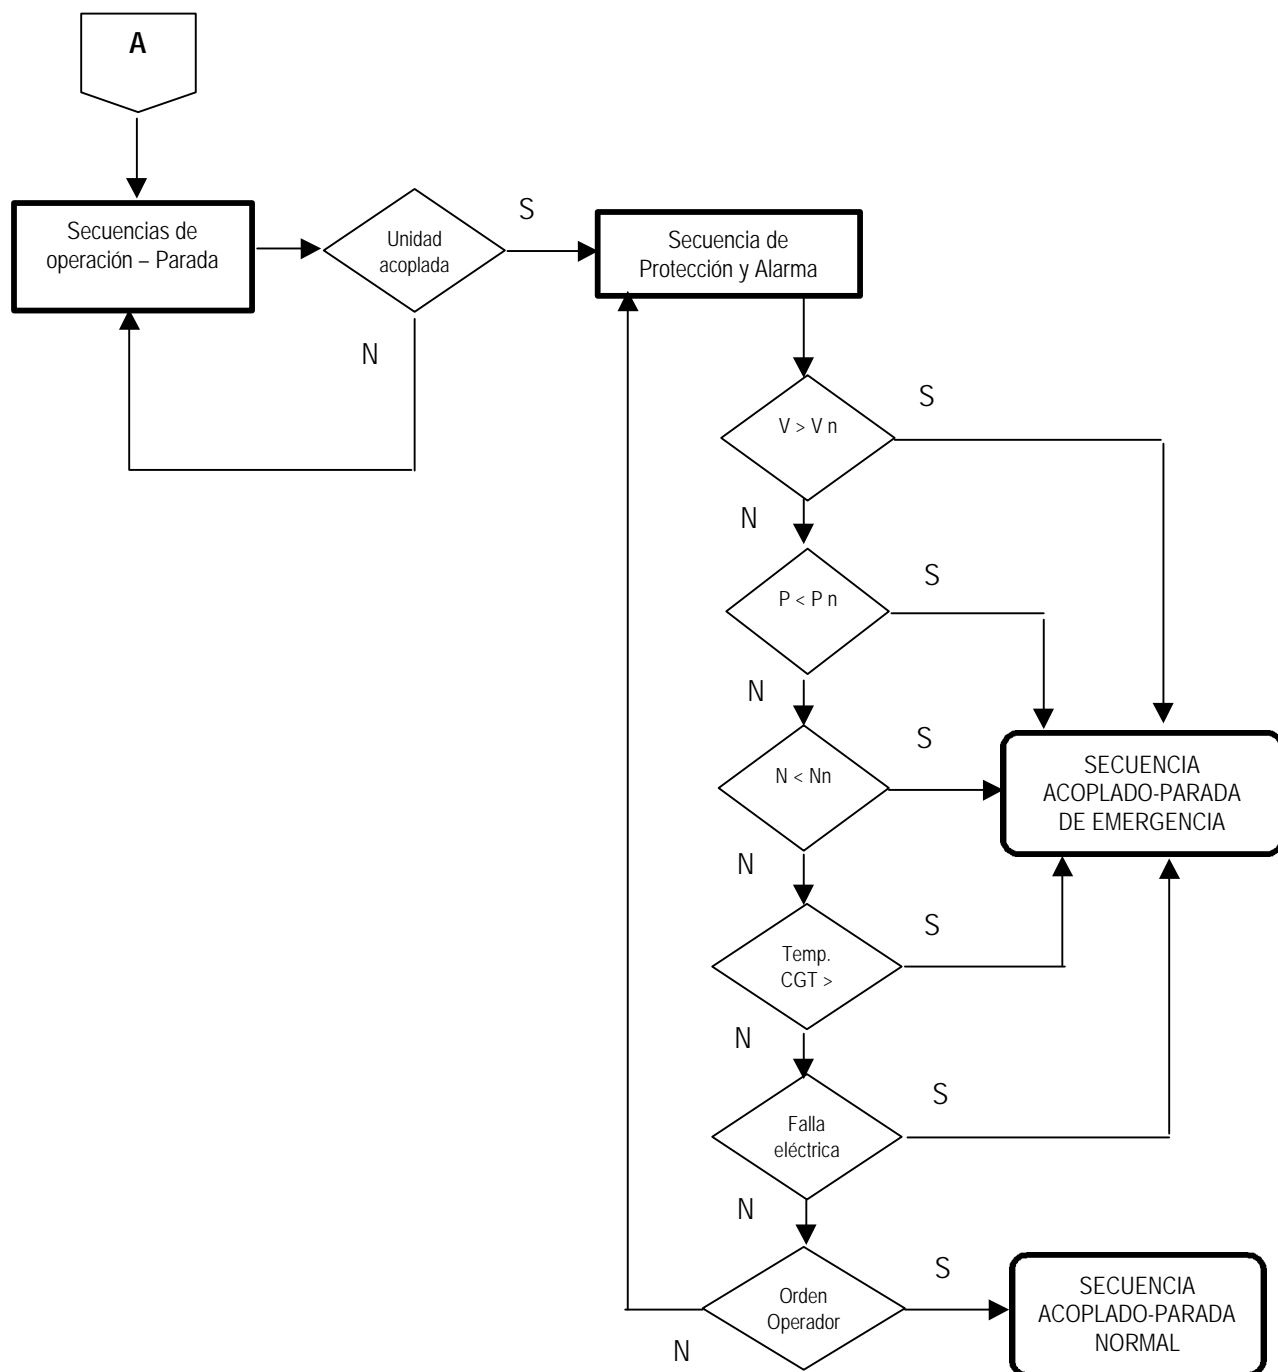 A
Secuencias de
operación – Parada
Unidad
acoplada
S
N
Secuencia de
Protección y Alarma
V > V n
S
N
P < P n
S
N
N < Nn
S
N
SECUENCIA
ACOPLADO-PARADA
DE EMERGENCIA
Temp.
CGT >
S
N
Falla
eléctrica
S
N
Orden
Operador
S
N
SECUENCIA
ACOPLADO-PARADA
NORMAL